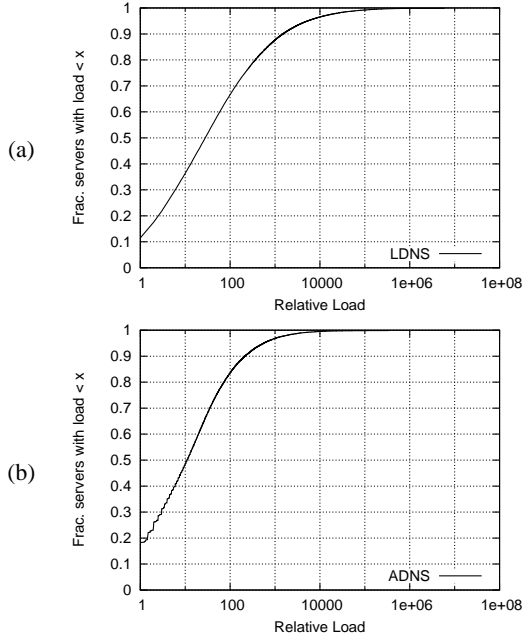 (a)
Frac. servers with load < x
1
0.9
0.8
0.7
0.6
0.5
0.4
0.3
0.2
0.1
0
LDNS
1 100 10000 1e+06 1e+08
Relative Load
(b)
Frac. servers with load < x
1
0.9
0.8
0.7
0.6
0.5
0.4
0.3
0.2
0.1
0
ADNS
1 100 10000 1e+06 1e+08
Relative Load